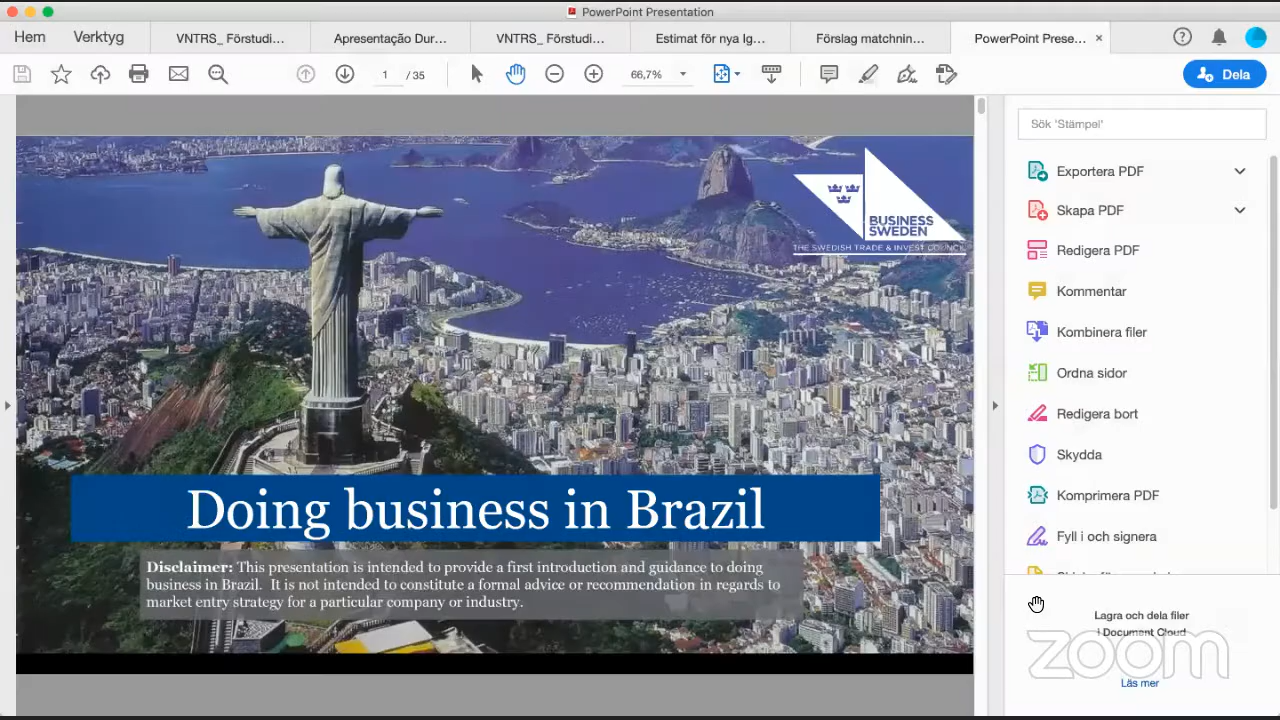 PowerPoint Presentation
Hem
Verktyg
VNTRS_ Förstudi...
Apresentação Dur...
VNTRS_ Förstudi...
Estimat för nya Ig...
Förslag matchnin...
PowerPoint Prese...
1 / 35
66,7%
Dela
Sök 'Stämpel'
Exportera PDF
Skapa PDF
Redigera PDF
Kommentar
Kombinera filer
Ordna sidor
Redigera bort
Skydda
Komprimera PDF
Fyll i och signera
Lagra och dela filer
i Document Cloud
Läs mer
zoom
BUSINESS
SWEDEN
THE SWEDISH TRADE & INVEST COUNCIL
Doing business in Brazil
Disclaimer: This presentation is intended to provide a first introduction and guidance to doing
business in Brazil. It is not intended to constitute a formal advice or recommendation in regards to
market entry strategy for a particular company or industry.